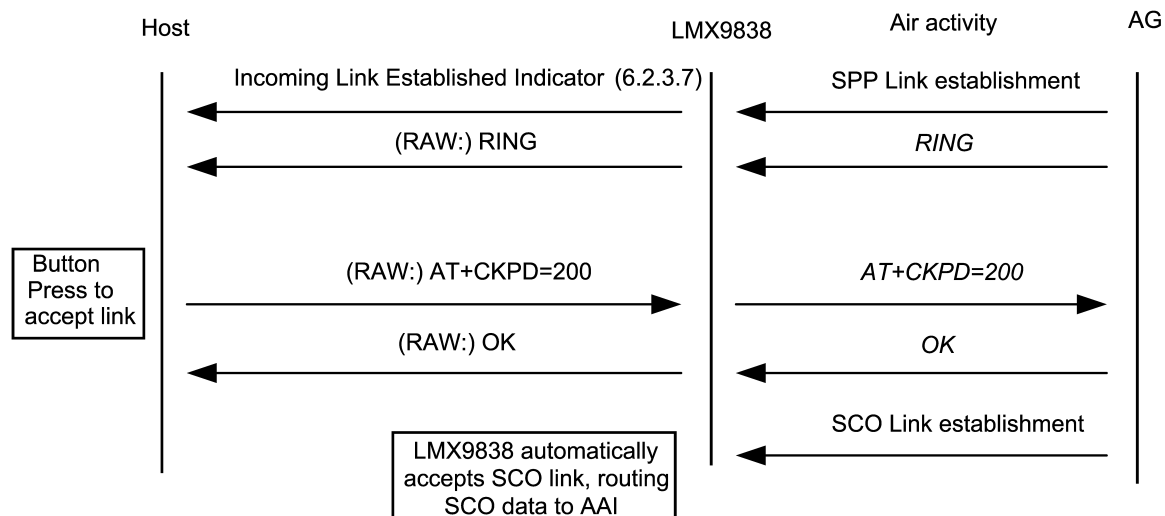 Host
LMX9838
Air activity
AG
Incoming Link Established Indicator (6.2.3.7)
SPP Link establishment
(RAW:) RING
RING
Button
Press to
accept link
(RAW:) AT+CKPD=200
AT+CKPD=200
(RAW:) OK
OK
SCO Link establishment
LMX9838 automatically
accepts SCO link, routing
SCO data to AAI